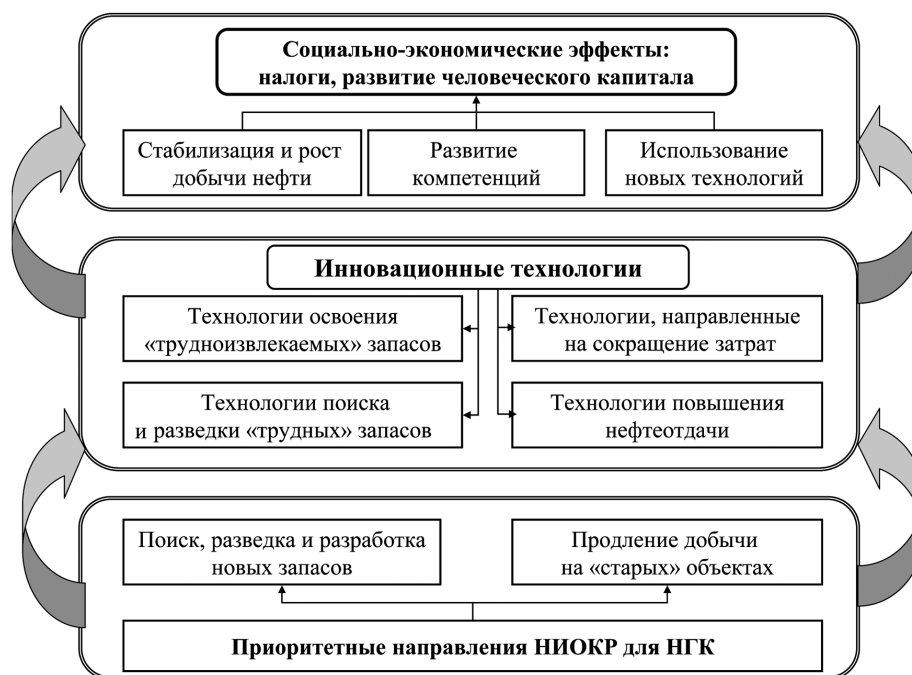 Социально-экономические эффекты:
налоги, развитие человеческого капитала
Стабилизация и рост
добычи нефти
Развитие
компетенций
Использование
новых технологий
Инновационные технологии
Технологии освоения
«трудноизвлекаемых» запасов
Технологии, направленные
на сокращение затрат
Технологии поиска
и разведки «трудных» запасов
Технологии повышения
нефтеотдачи
Поиск, разведка и разработка
новых запасов
Продление добычи
на «старых» объектах
Приоритетные направления НИОКР для НГК